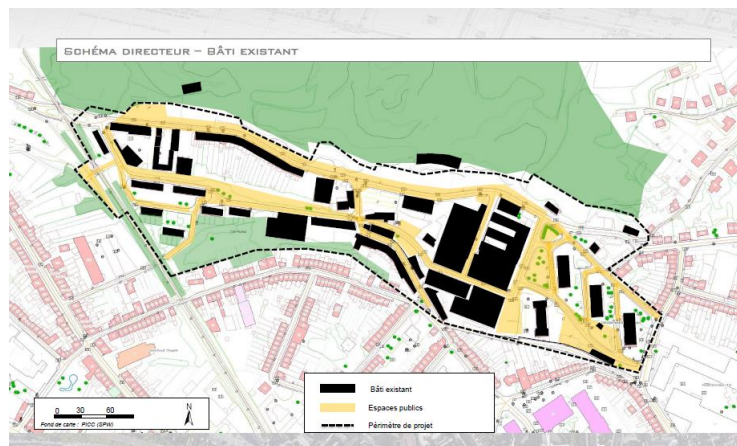 SCHÉMA DIRECTEUR – BÂTI EXISTANT
Bâti existant
Espaces publics
Périmètre de projet
0 30 60
N
Fond de carte : PICC (SPW)